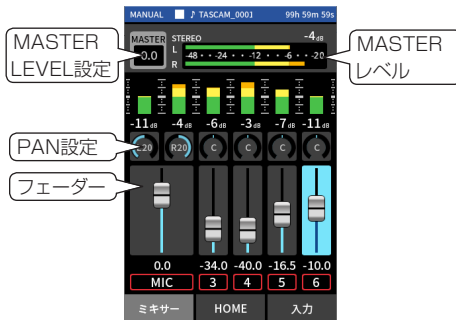 MANUAL ♪ TASCAM_0001 99h 59m 59s
MASTER
LEVEL設定
MASTER
0.0
STEREO -4dB
L
-48 -24 -12 -6 -20
R
MASTER
レベル
-11dB -4dB -6dB -3dB -7dB -11dB
PAN設定
L20 R20 C C C C
フェーダー
0.0 -34.0 -40.0 -16.5 -10.0
MIC 3 4 5 6
ミキサー HOME 入力